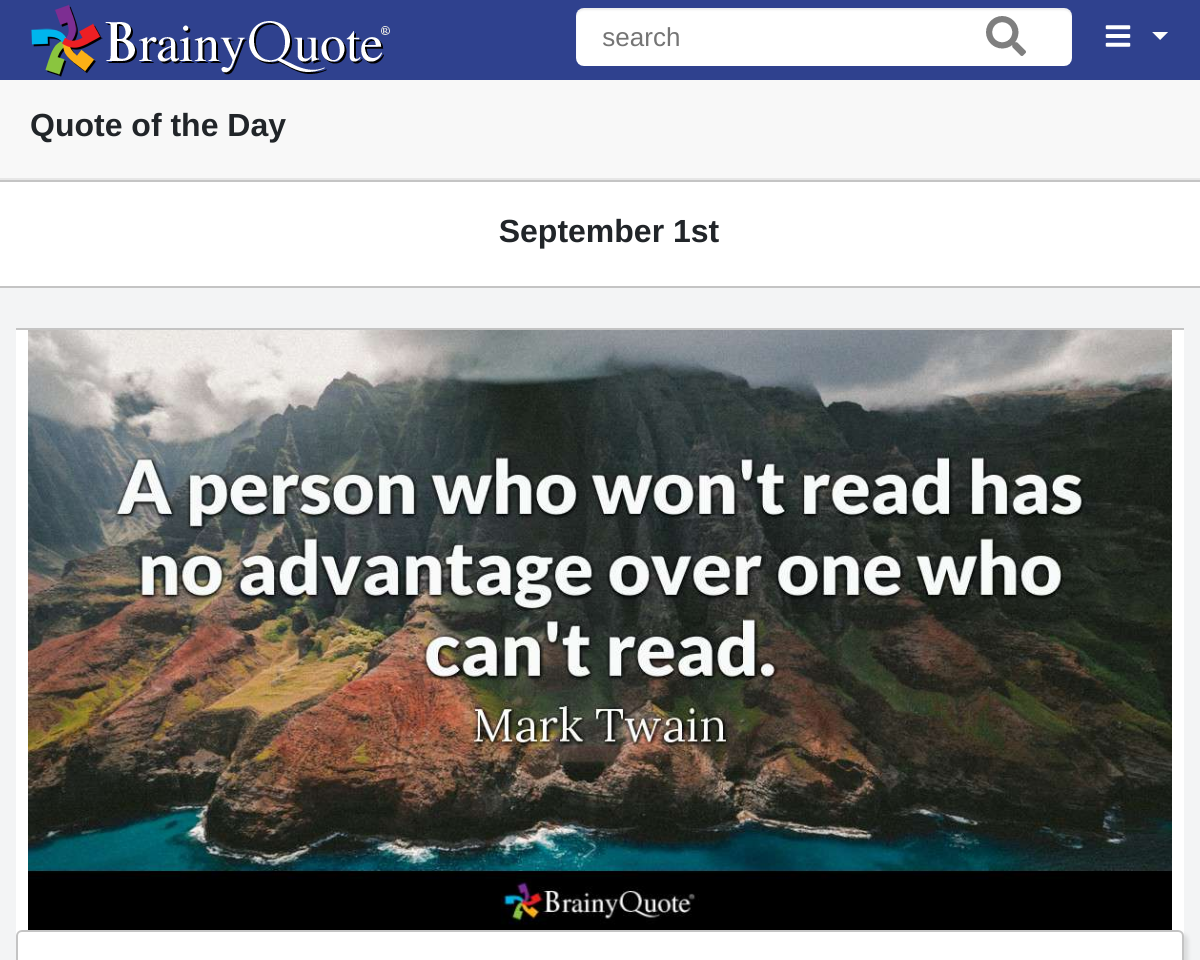 BrainyQuote®
search
Quote of the Day
September 1st
A person who won't read has
no advantage over one who
can't read.
Mark Twain
BrainyQuote®